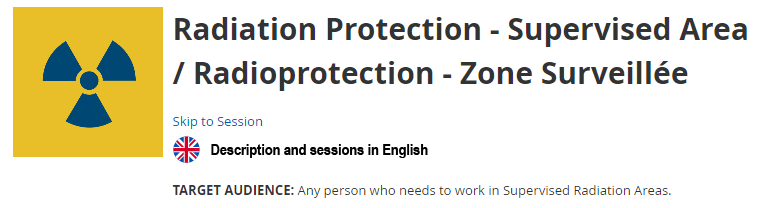 Radiation Protection - Supervised Area
/ Radioprotection - Zone Surveillée
Skip to Session
Description and sessions in English
TARGET AUDIENCE: Any person who needs to work in Supervised Radiation Areas.